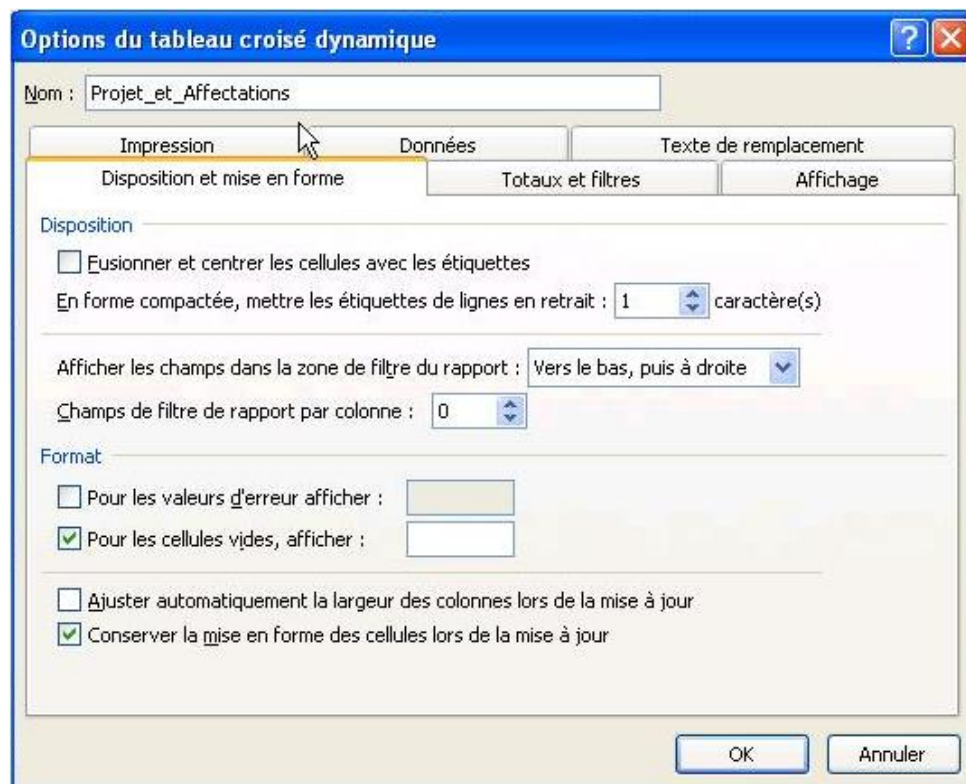 Options du tableau croisé dynamique
Nom : Projet_et_Affectations
Impression Données Texte de remplacement
Disposition et mise en forme Totaux et filtres Affichage
Disposition
Fusionner et centrer les cellules avec les étiquettes
En forme compactée, mettre les étiquettes de lignes en retrait : 1 caractère(s)
Afficher les champs dans la zone de filtre du rapport : Vers le bas, puis à droite
Champs de filtre de rapport par colonne : 0
Format
Pour les valeurs d'erreur afficher :
Pour les cellules vides, afficher :
Ajuster automatiquement la largeur des colonnes lors de la mise à jour
Conserver la mise en forme des cellules lors de la mise à jour
OK Annuler